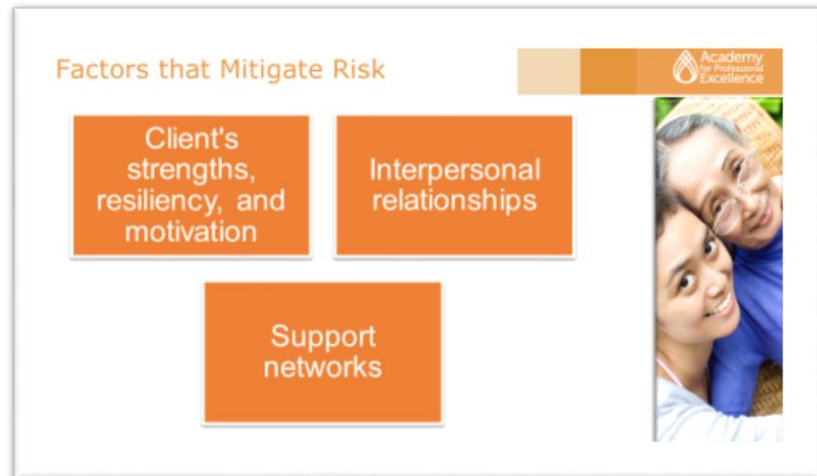 Factors that Mitigate Risk
Academy
for Professional
Excellence
Client's
strengths,
resiliency, and
motivation
Interpersonal
relationships
Support
networks